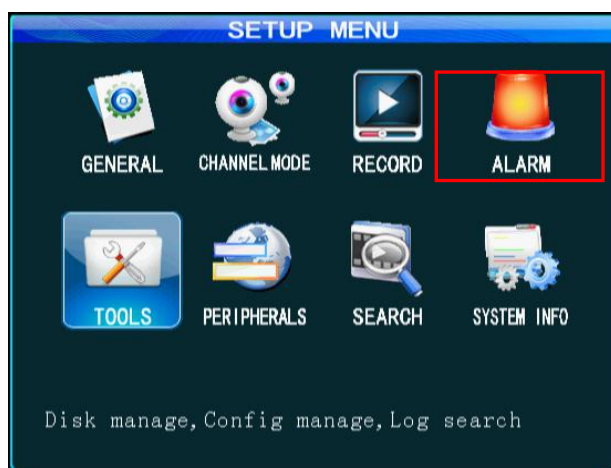 SETUP MENU
GENERAL CHANNEL MODE RECORD ALARM
TOOLS PERIPHERALS SEARCH SYSTEM INFO
Disk manage,Config manage,Log search